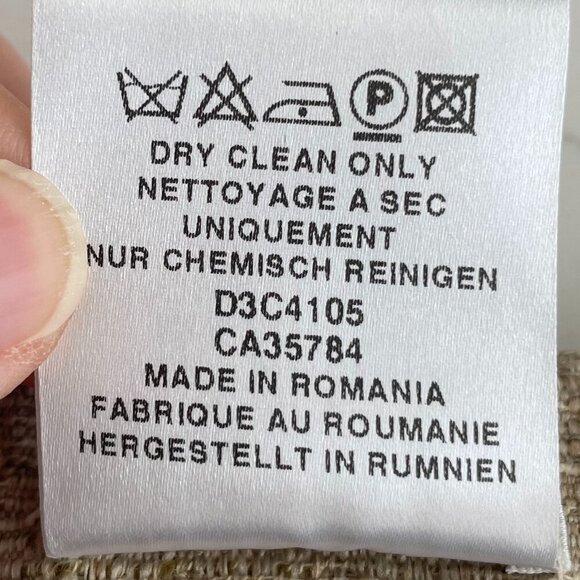 P
DRY CLEAN ONLY
NETTOYAGE A SEC
UNIQUEMENT
NUR CHEMISCH REINIGEN
D3C4105
CA35784
MADE IN ROMANIA
FABRIQUE AU ROUMANIE
HERGESTELLT IN RUMNIEN